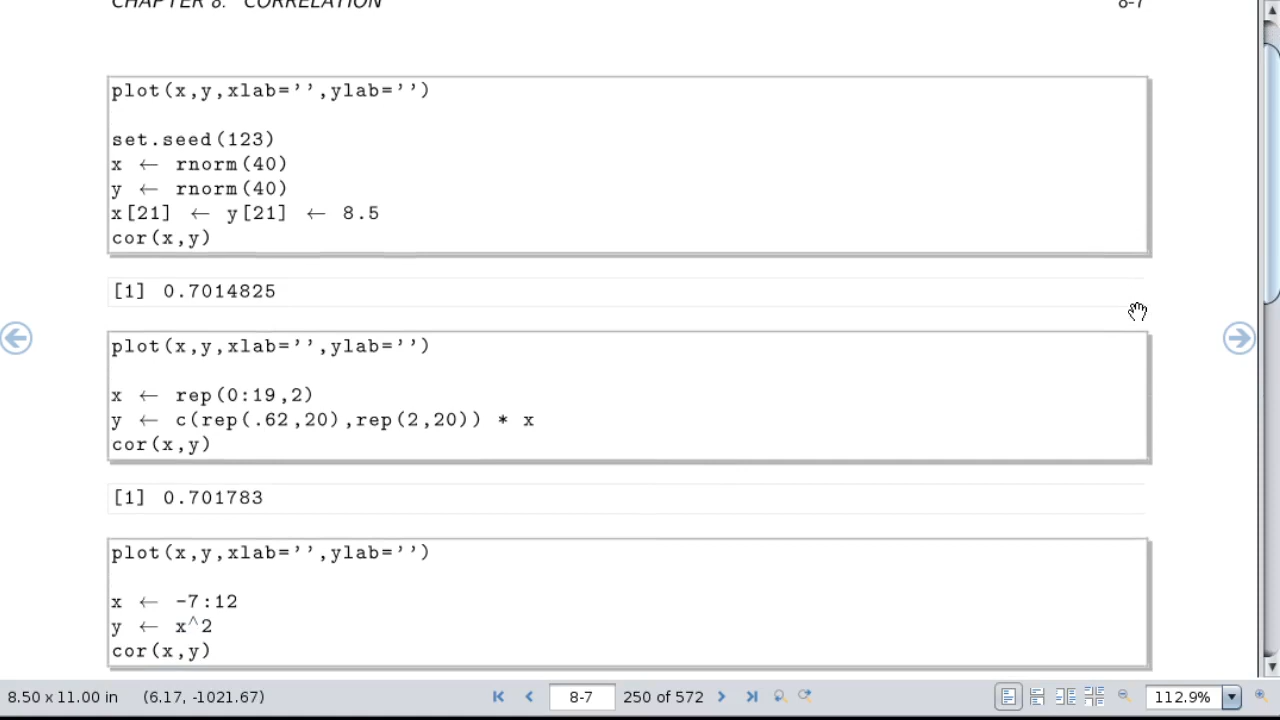 CHAPTER 8. CORRELATION 8-7
plot(x,y,xlab='',ylab='')
set.seed(123)
x ← rnorm(40)
y ← rnorm(40)
x[21] ← y[21] ← 8.5
cor(x,y)
[1] 0.7014825
plot(x,y,xlab='',ylab='')
x ← rep(0:19,2)
y ← c(rep(.62,20),rep(2,20)) * x
cor(x,y)
[1] 0.701783
plot(x,y,xlab='',ylab='')
x ← -7:12
y ← x^2
cor(x,y)
8.50 x 11.00 in (6.17, -1021.67) 8-7 250 of 572 112.9%